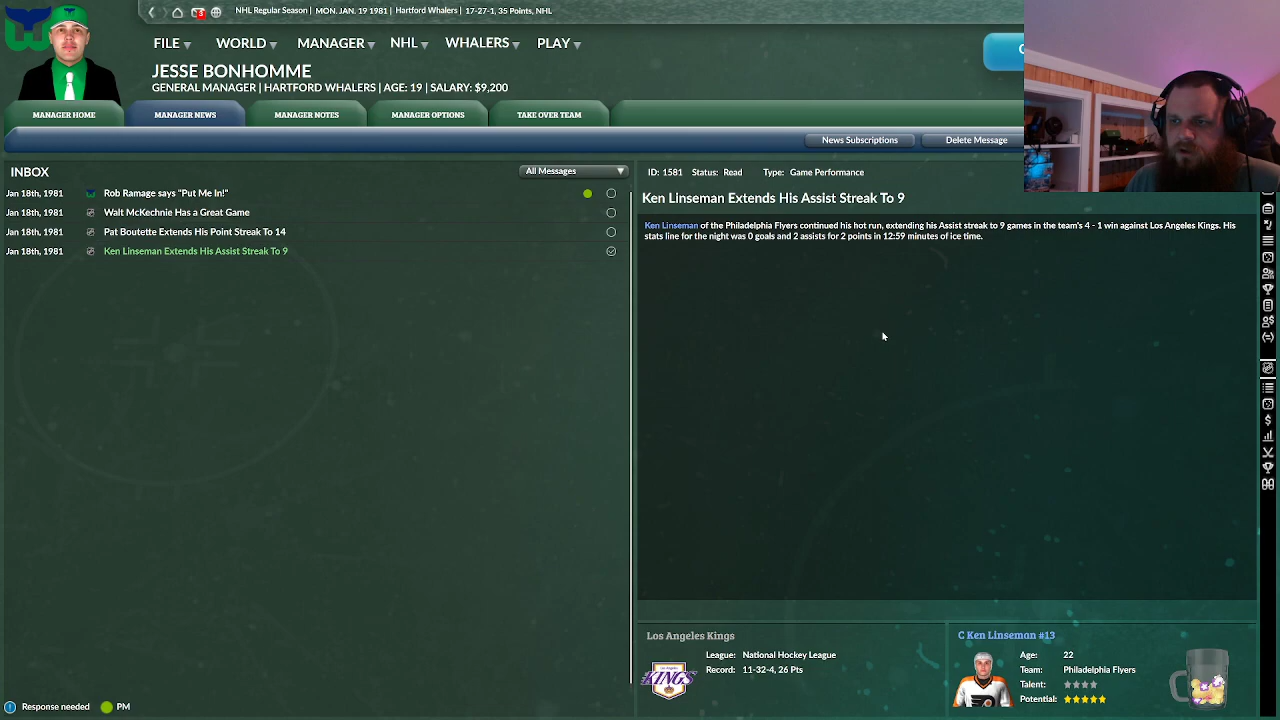 NHL Regular Season | MON. JAN. 19 1981 | Hartford Whalers | 17-27-1, 35 Points, NHL
3
FILE WORLD MANAGER NHL WHALERS PLAY
JESSE BONHOMME
GENERAL MANAGER | HARTFORD WHALERS | AGE: 19 | SALARY: $9,200
MANAGER HOME MANAGER NEWS MANAGER NOTES MANAGER OPTIONS TAKE OVER TEAM
News Subscriptions Delete Message
INBOX All Messages
Jan 18th, 1981 Rob Ramage says "Put Me In!"
Jan 18th, 1981 Walt McKechnie Has a Great Game
Jan 18th, 1981 Pat Boutette Extends His Point Streak To 14
Jan 18th, 1981 Ken Linseman Extends His Assist Streak To 9
ID: 1581 Status: Read Type: Game Performance
Ken Linseman Extends His Assist Streak To 9
Ken Linseman of the Philadelphia Flyers continued his hot run, extending his Assist streak to 9 games in the team's 4 - 1 win against Los Angeles Kings. His
stats line for the night was 0 goals and 2 assists for 2 points in 12:59 minutes of ice time.
Los Angeles Kings
League: National Hockey League
Record: 11-32-4, 26 Pts
KINGS
C Ken Linseman #13
Age: 22
Team: Philadelphia Flyers
Talent:
Potential:
Response needed PM